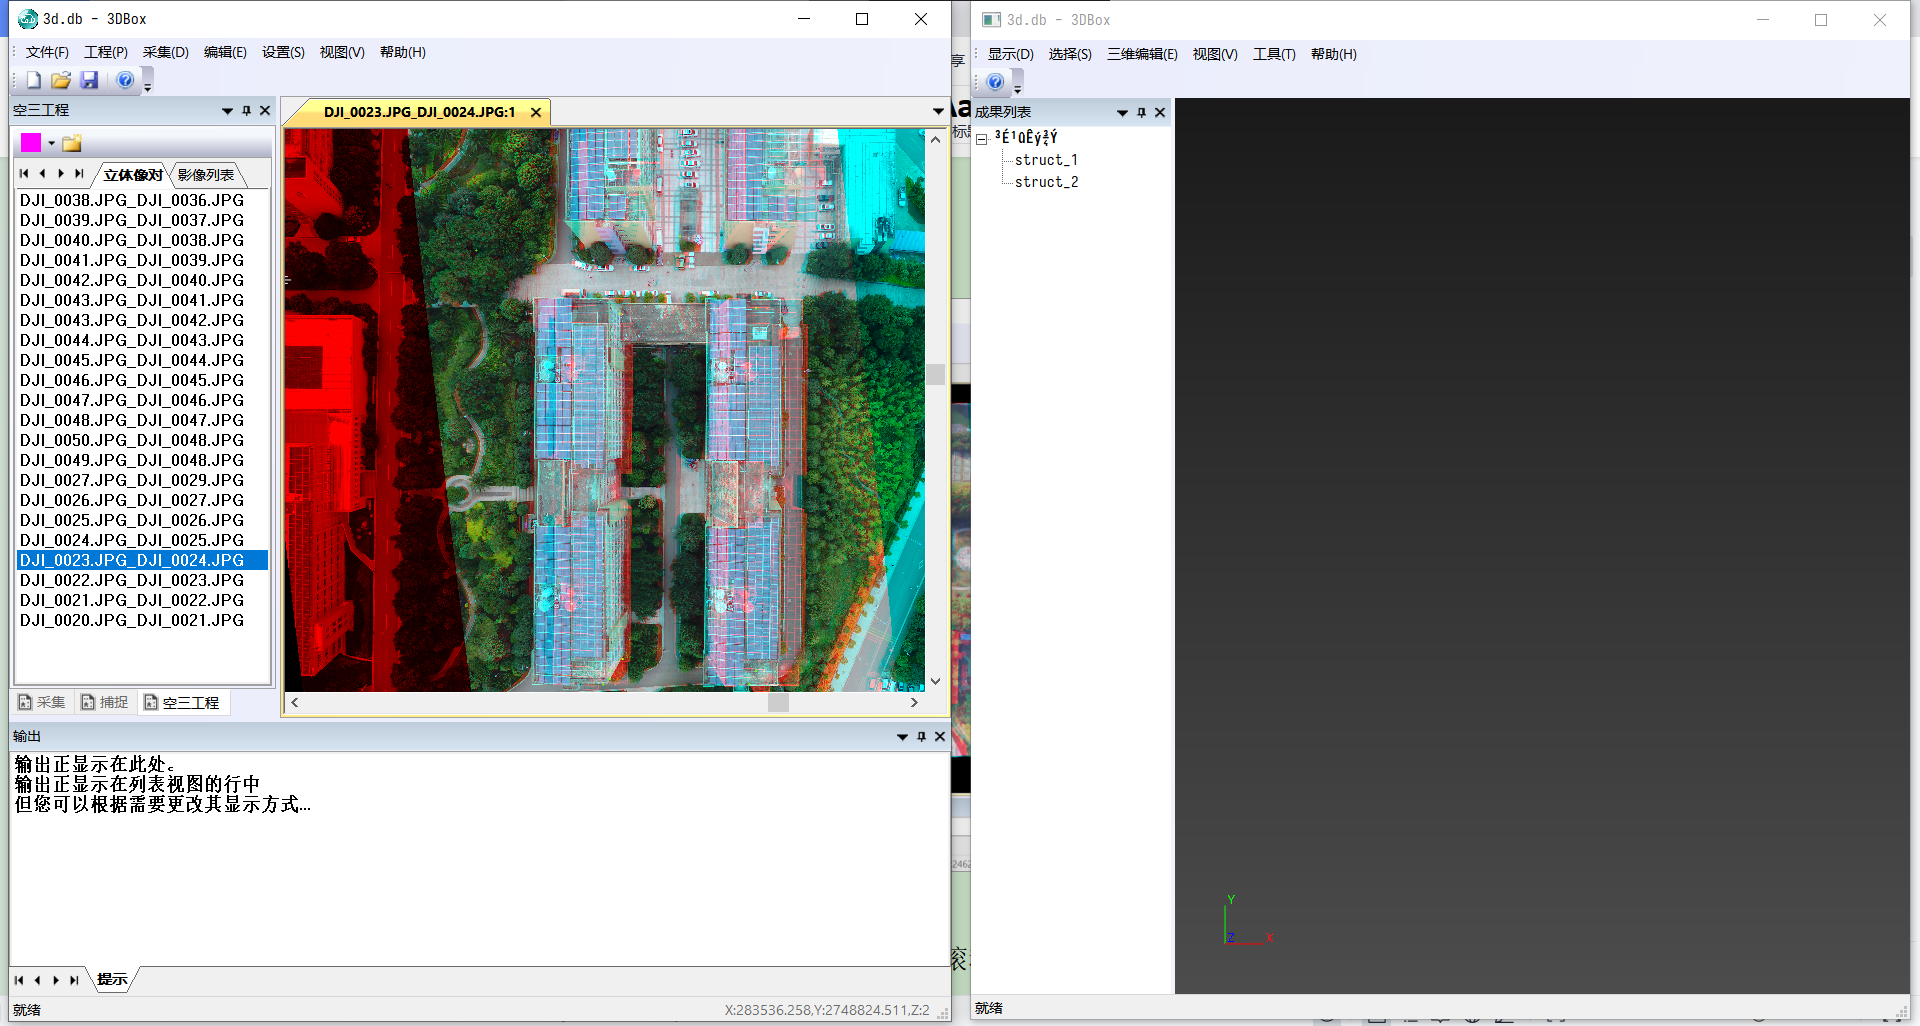 3d.db - 3DBox
文件(F) 工程(P) 采集(D) 编辑(E) 设置(S) 视图(V) 帮助(H)
空三工程
立体像对 影像列表
DJI_0038.JPG_DJI_0036.JPG
DJI_0039.JPG_DJI_0037.JPG
DJI_0040.JPG_DJI_0038.JPG
DJI_0041.JPG_DJI_0039.JPG
DJI_0042.JPG_DJI_0040.JPG
DJI_0043.JPG_DJI_0041.JPG
DJI_0043.JPG_DJI_0042.JPG
DJI_0044.JPG_DJI_0043.JPG
DJI_0045.JPG_DJI_0044.JPG
DJI_0046.JPG_DJI_0045.JPG
DJI_0047.JPG_DJI_0046.JPG
DJI_0048.JPG_DJI_0047.JPG
DJI_0050.JPG_DJI_0048.JPG
DJI_0049.JPG_DJI_0048.JPG
DJI_0027.JPG_DJI_0029.JPG
DJI_0026.JPG_DJI_0027.JPG
DJI_0025.JPG_DJI_0026.JPG
DJI_0024.JPG_DJI_0025.JPG
DJI_0023.JPG_DJI_0024.JPG
DJI_0022.JPG_DJI_0023.JPG
DJI_0021.JPG_DJI_0022.JPG
DJI_0020.JPG_DJI_0021.JPG
采集 捕捉 空三工程
DJI_0023.JPG_DJI_0024.JPG:1
输出
输出正显示在此处。
输出正显示在列表视图的行中
但您可以根据需要更改其显示方式...
提示
就绪
X:283536.258,Y:2748824.511,Z:2
享
Aa
标题
2462
滚
3d.db - 3DBox
显示(D) 选择(S) 三维编辑(E) 视图(V) 工具(T) 帮助(H)
成果列表
³É¹ûÊý¾Ý
struct_1
struct_2
Y
Z X
就绪